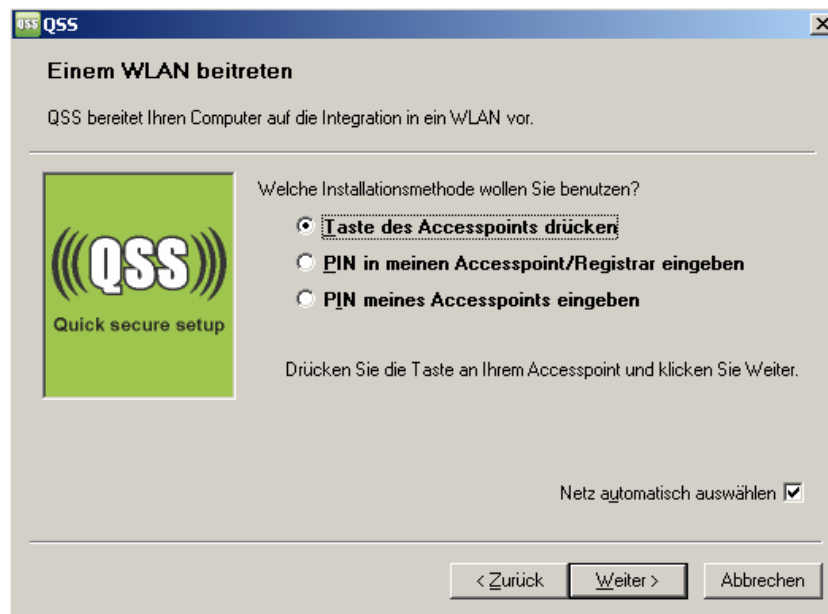 QSS QSS
Einem WLAN beitreten
QSS bereitet Ihren Computer auf die Integration in ein WLAN vor.
Welche Installationsmethode wollen Sie benutzen?
Taste des Accesspoints drücken
PIN in meinen Accesspoint/Registrar eingeben
PIN meines Accesspoints eingeben
QSS
Quick secure setup
Drücken Sie die Taste an Ihrem Accesspoint und klicken Sie Weiter.
Netz automatisch auswählen
< Zurück
Weiter >
Abbrechen